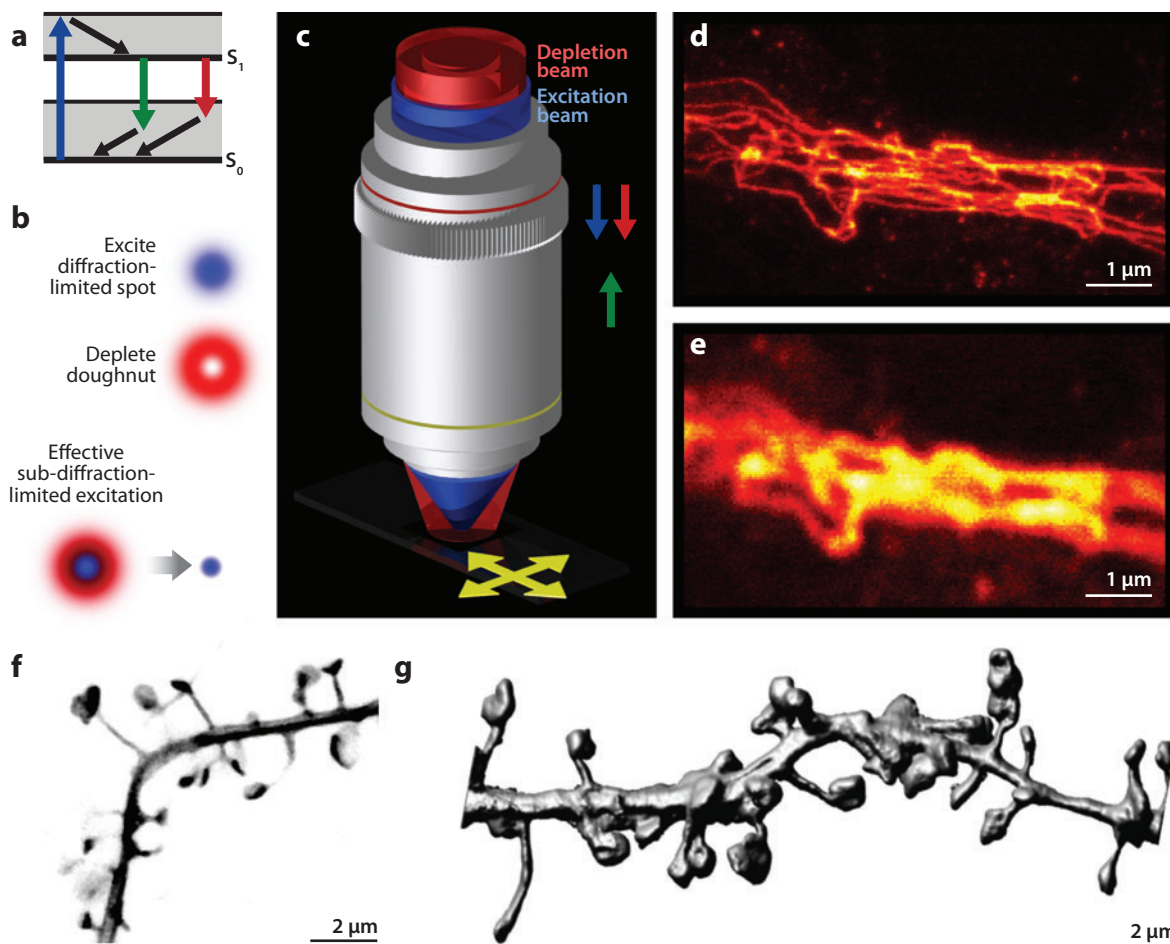 a
S1
S0
b
Excite
diffraction-
limited spot
Deplete
doughnut
Effective
sub-diffraction-
limited excitation
c
Depletion
beam
Excitation
beam
d
1 µm
e
1 µm
f
2 µm
g
2 µm